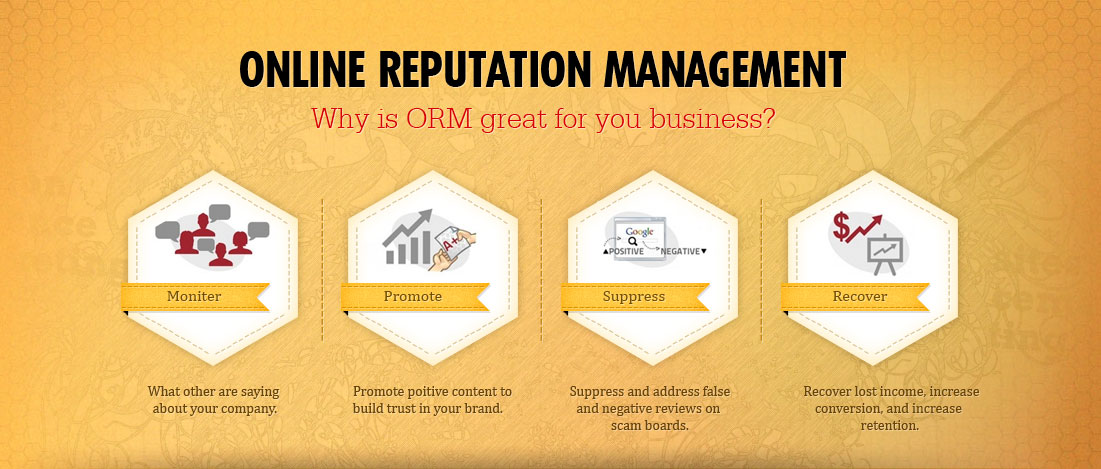 ONLINE REPUTATION MANAGEMENT
Why is ORM great for you business?
A+
Google
▲POSITIVE
NEGATIVE▼
$
Moniter
Promote
Suppress
Recover
What other are saying
about your company.
Promote poitive content to
build trust in your brand.
Suppress and address false
and negative reviews on
scam boards.
Recover lost income, increase
conversion, and increase
retention.